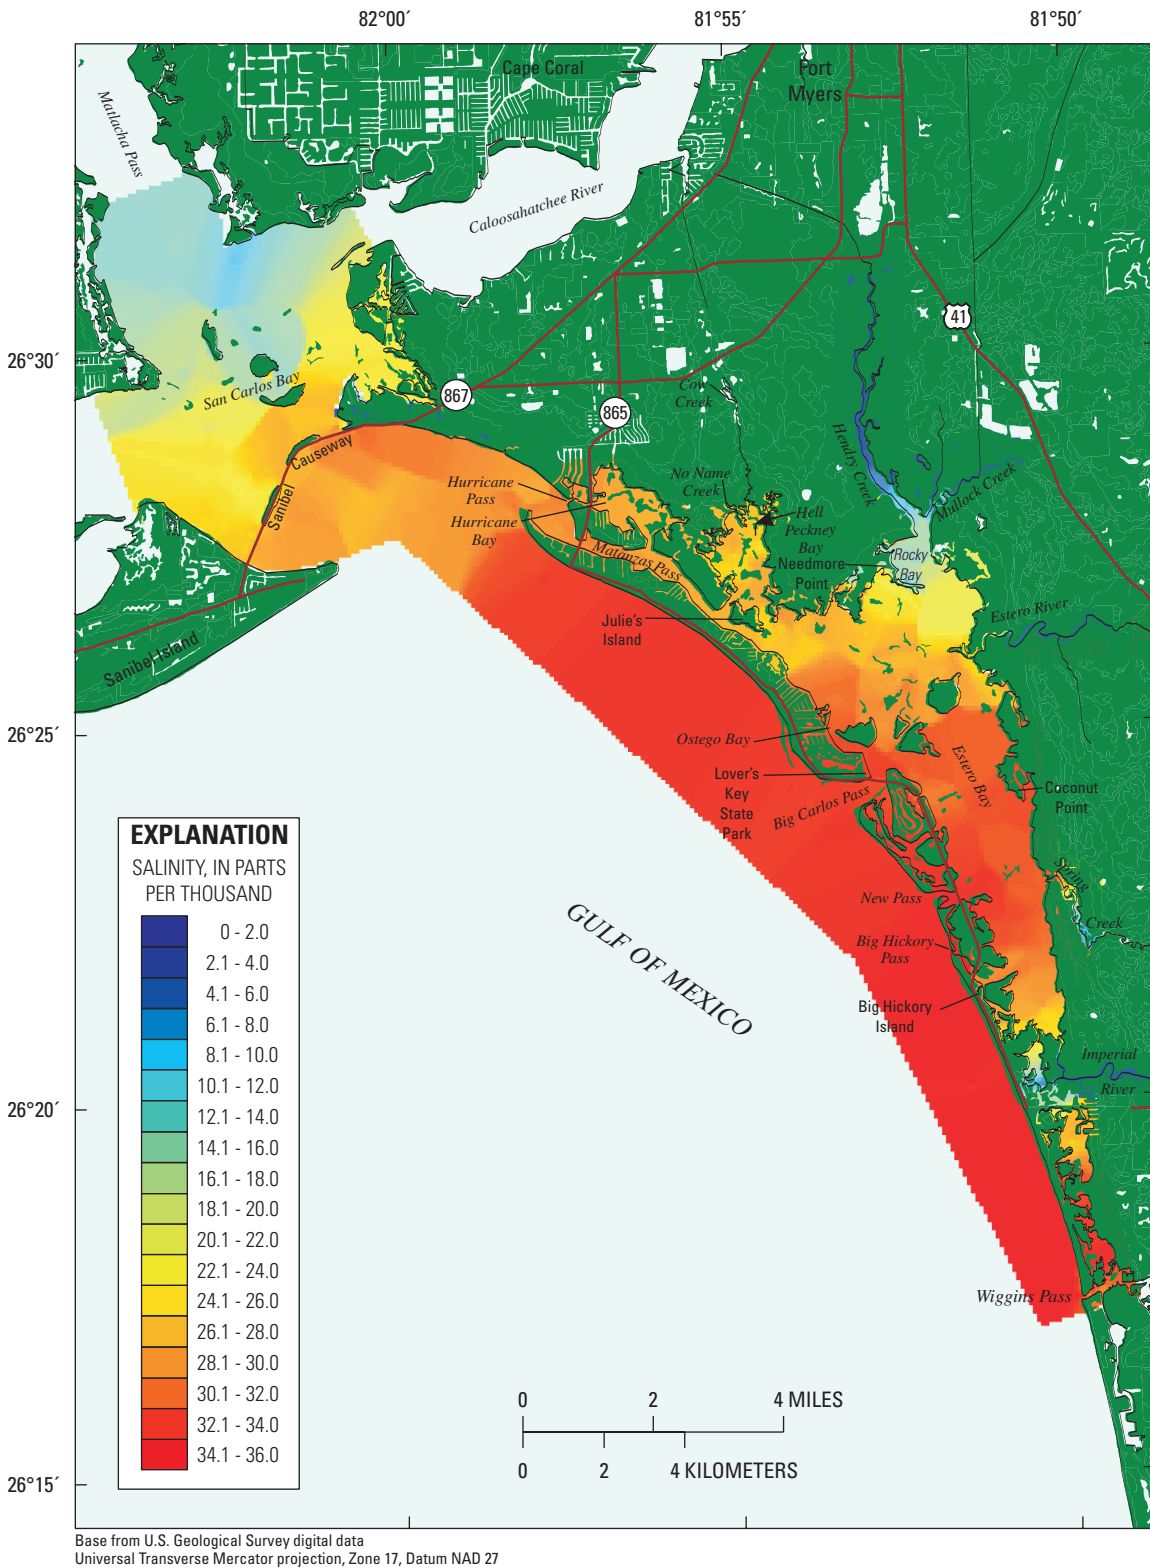 82°00´
81°55´
81°50´
Cape Coral
Fort
Myers
Matlacha Pass
Caloosahatchee River
41
26°30´
San Carlos Bay
867
865
Cow
Creek
Hendry Creek
Mullock Creek
Causeway
Sanibel
Hurricane
Pass
No Name
Creek
Hurricane
Bay
Hell
Peckney
Bay
Matanzas Pass
Needmore
Point
Rocky
Bay
Julie's
Island
Estero River
Sanibel Island
26°25´
Ostego Bay
Estero Bay
Lover's
Key
State
Park
Big Carlos Pass
Coconut
Point
Spring
Creek
New Pass
Big Hickory
Pass
GULF OF MEXICO
Big Hickory
Island
Imperial
River
26°20´
Wiggins Pass
26°15´
EXPLANATION
SALINITY, IN PARTS
PER THOUSAND
0 - 2.0
2.1 - 4.0
4.1 - 6.0
6.1 - 8.0
8.1 - 10.0
10.1 - 12.0
12.1 - 14.0
14.1 - 16.0
16.1 - 18.0
18.1 - 20.0
20.1 - 22.0
22.1 - 24.0
24.1 - 26.0
26.1 - 28.0
28.1 - 30.0
30.1 - 32.0
32.1 - 34.0
34.1 - 36.0
0 2 4 MILES
0 2 4 KILOMETERS
Base from U.S. Geological Survey digital data
Universal Transverse Mercator projection, Zone 17, Datum NAD 27